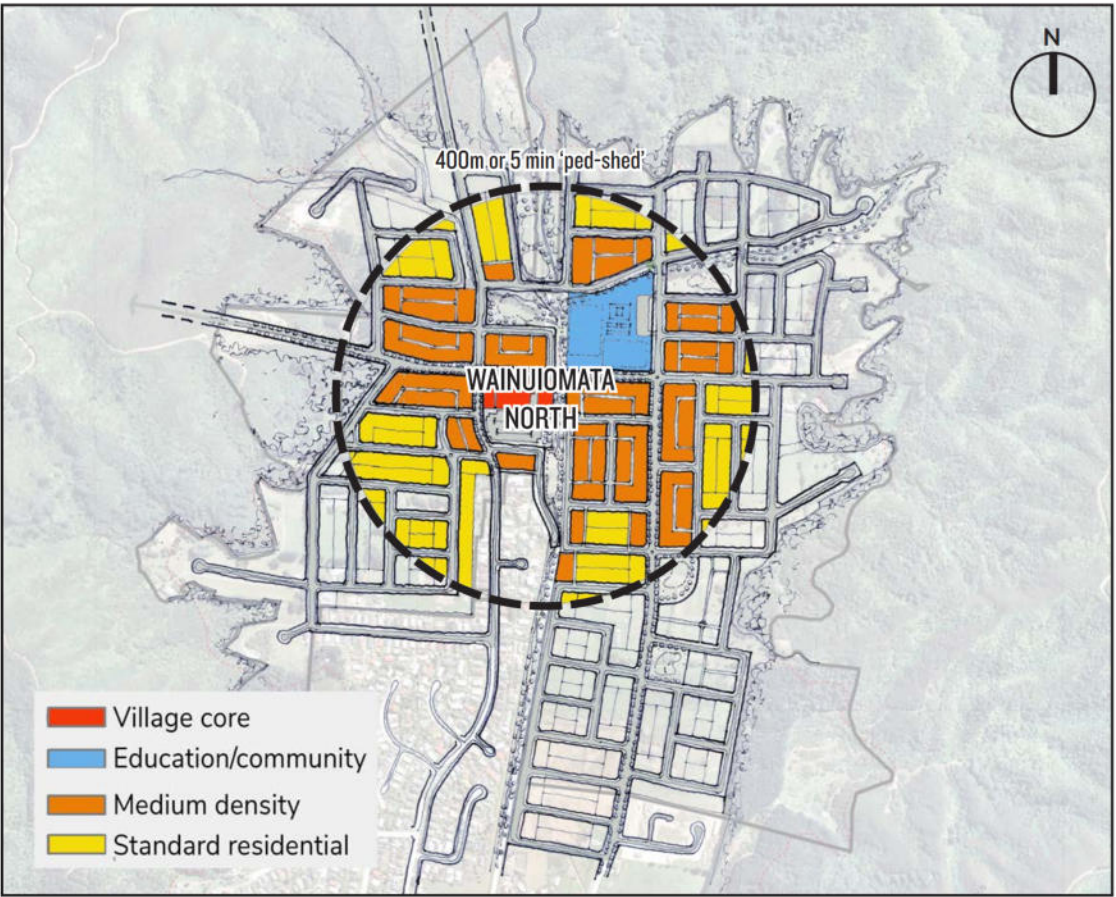 N
400m or 5 min 'ped-shed'
WAINUIOMATA
NORTH
Village core
Education/community
Medium density
Standard residential